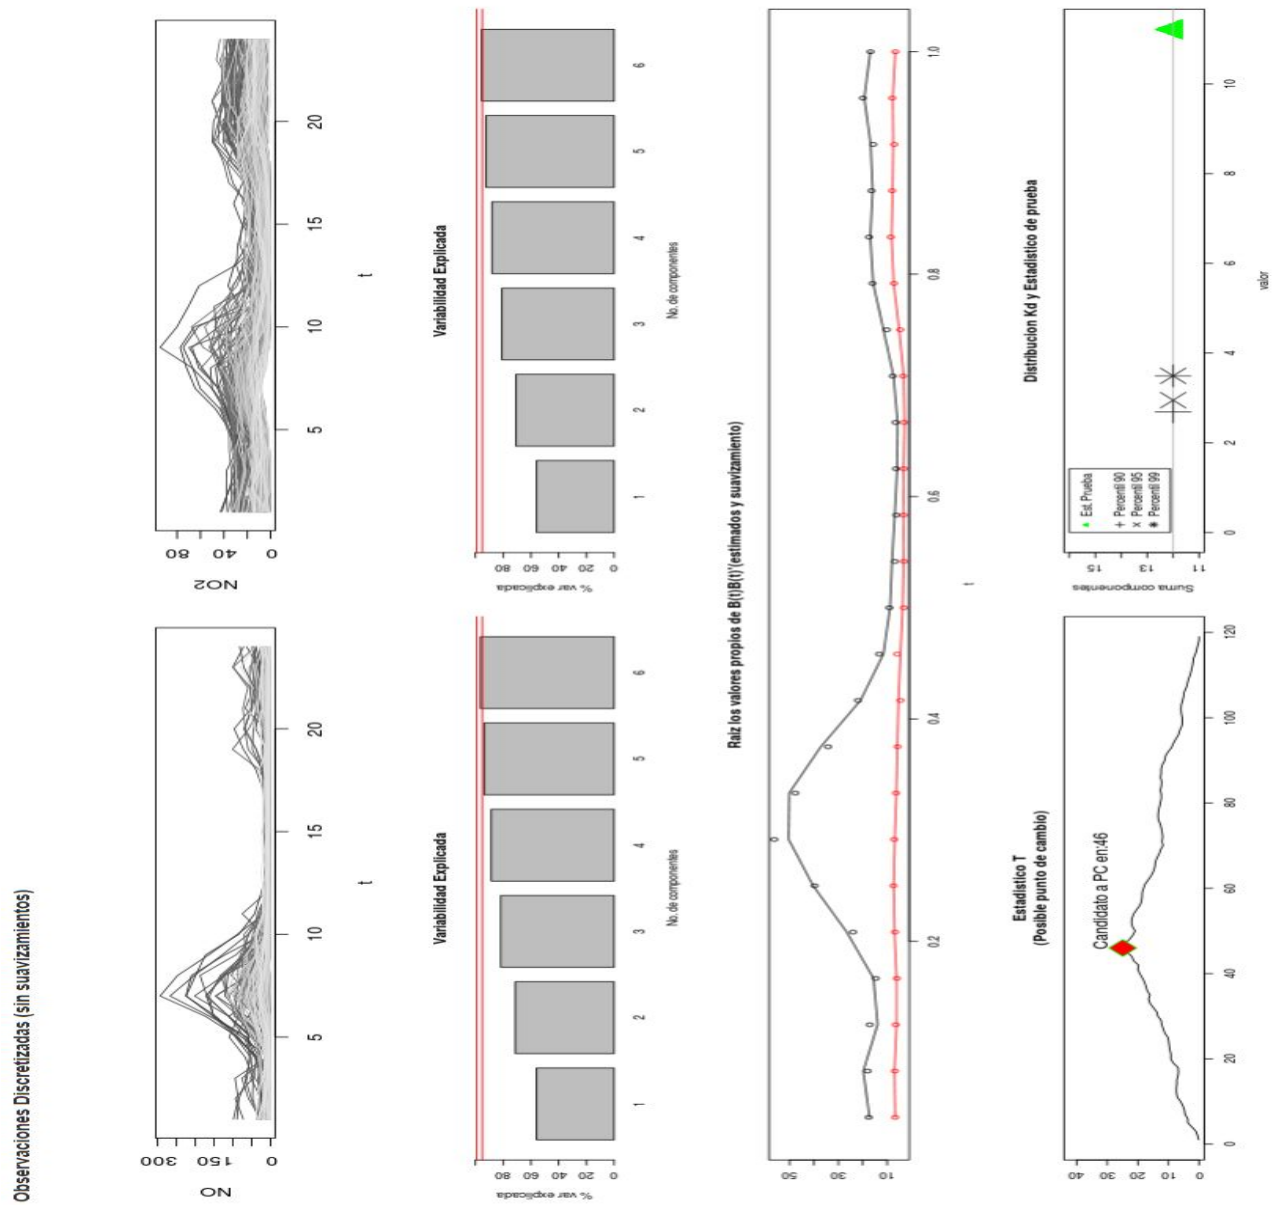 Observaciones Discretizadas (sin suavizamientos)
NO
0 150 300
5 10 15 20
t
NO2
0 40 80
5 10 15 20
t
Variabilidad Explicada
% var explicada
0 20 40 60 80
1 2 3 4 5 6
No. de componentes
Variabilidad Explicada
% var explicada
0 20 40 60 80
1 2 3 4 5 6
No. de componentes
Raiz los valores propios de B(t)B(t)'(estimados y suavizamiento)
10 30 50
0.2 0.4 0.6 0.8 1.0
t
Estadistico T
(Posible punto de cambio)
Candidato a PC en:46
0 10 20 30 40
0 20 40 60 80 100 120
Distribucion Kd y Estadistico de prueba
Suma componentes
11 13 15
Est. Prueba
Percentil 90
Percentil 95
Percentil 99
0 2 4 6 8 10
valor